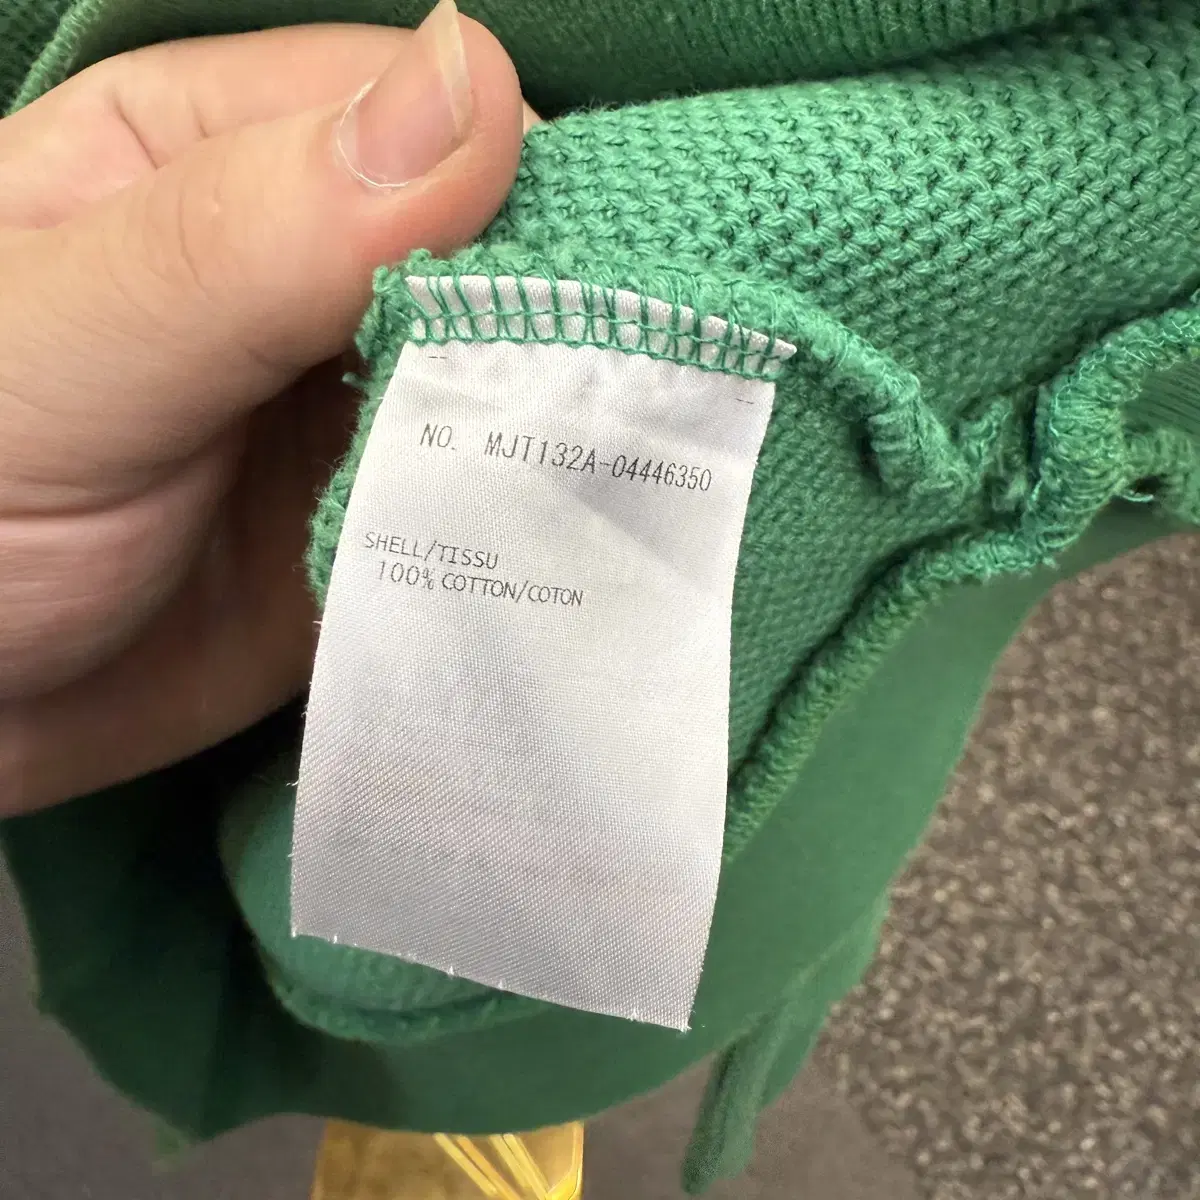 NO. MJT132A-04446350
SHELL/TISSU
100% COTTON/COTON